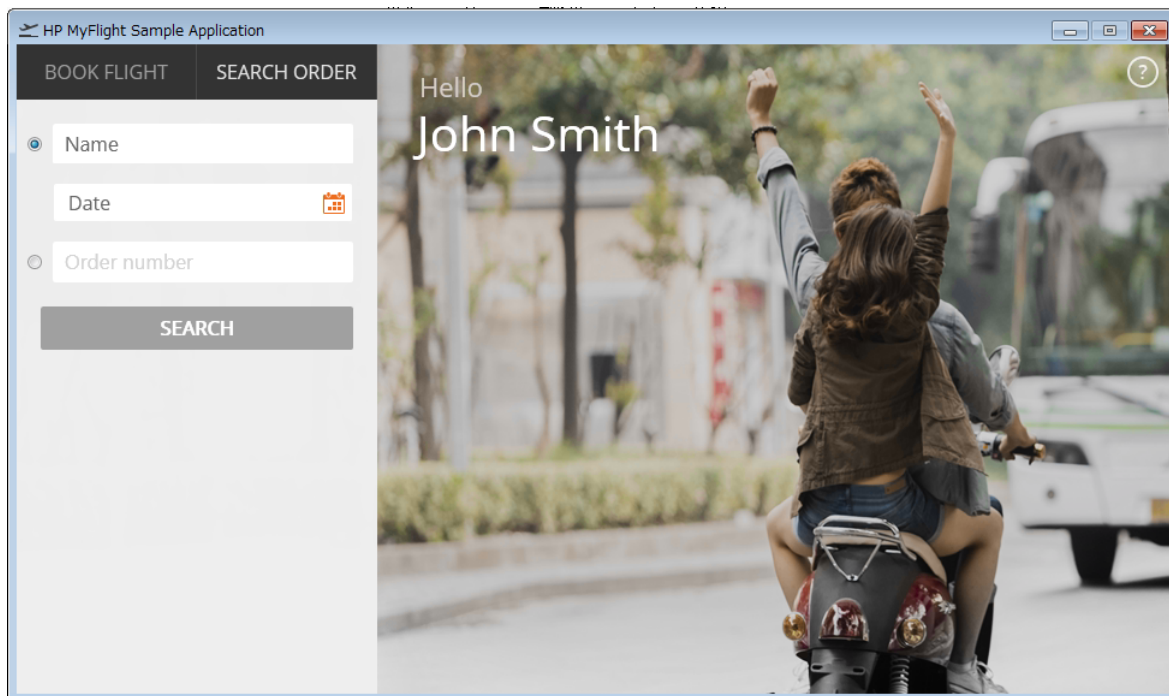 HP MyFlight Sample Application
BOOK FLIGHT
SEARCH ORDER
Name
Date
Order number
SEARCH
Hello
John Smith
?